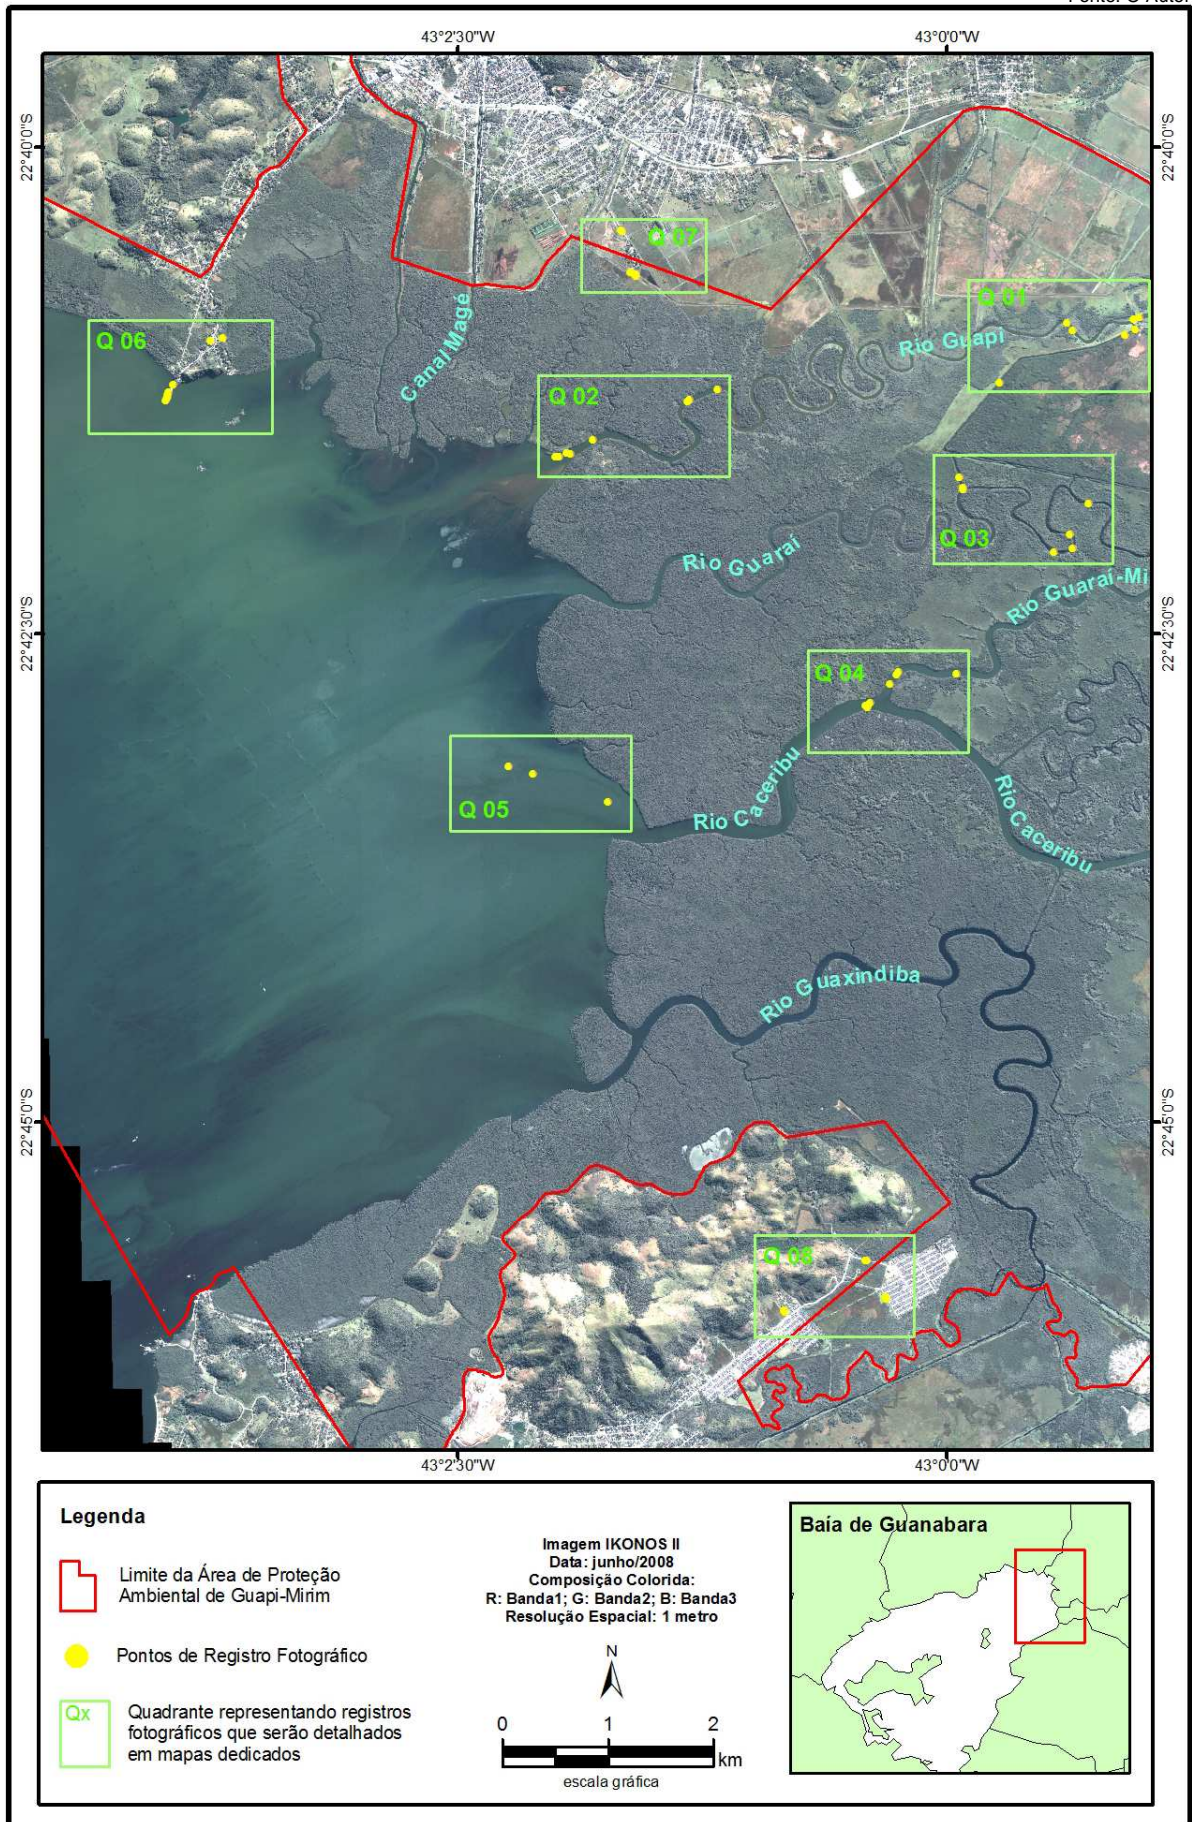 43°2'30"W
43°0'0"W
22°40'0"S
22°40'0"S
Q 07
Q 01
Q 06
Canal Magé
Rio Guapi
Q 02
Q 03
Rio Guaraí
Rio Guaraí-Mi
22°42'30"S
22°42'30"S
Q 04
Q 05
Rio Caceribu
Rio Caceribu
Rio Guaxindiba
22°45'0"S
22°45'0"S
Q 08
43°2'30"W
43°0'0"W
Legenda
Limite da Área de Proteção
Ambiental de Guapi-Mirim
Pontos de Registro Fotográfico
Qx
Quadrante representando registros
fotográficos que serão detalhados
em mapas dedicados
Imagem IKONOS II
Data: junho/2008
Composição Colorida:
R: Banda1; G: Banda2; B: Banda3
Resolução Espacial: 1 metro
N
0 1 2
km
escala gráfica
Baía de Guanabara